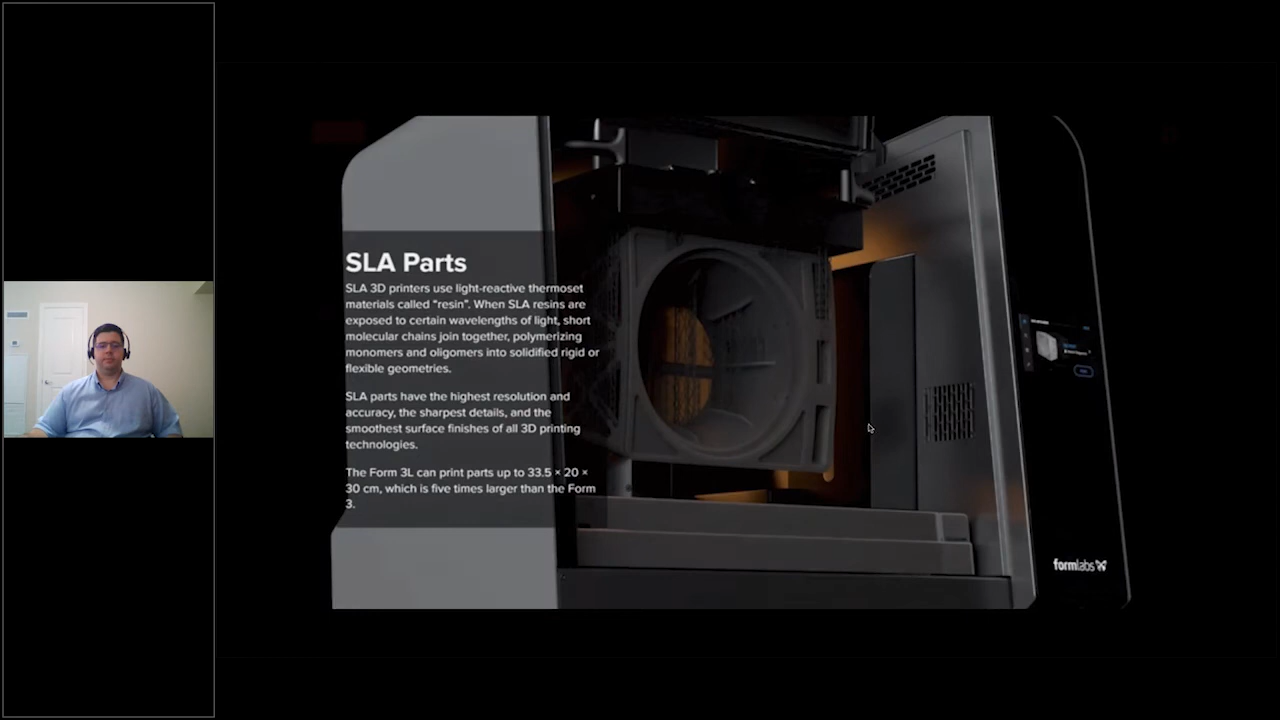 SLA Parts
SLA 3D printers use light-reactive thermoset
materials called "resin". When SLA resins are
exposed to certain wavelengths of light, short
molecular chains join together, polymerizing
monomers and oligomers into solidified rigid or
flexible geometries.
SLA parts have the highest resolution and
accuracy, the sharpest details, and the
smoothest surface finishes of all 3D printing
technologies.
The Form 3L can print parts up to 33.5 × 20 ×
30 cm, which is five times larger than the Form
3.
formlabs